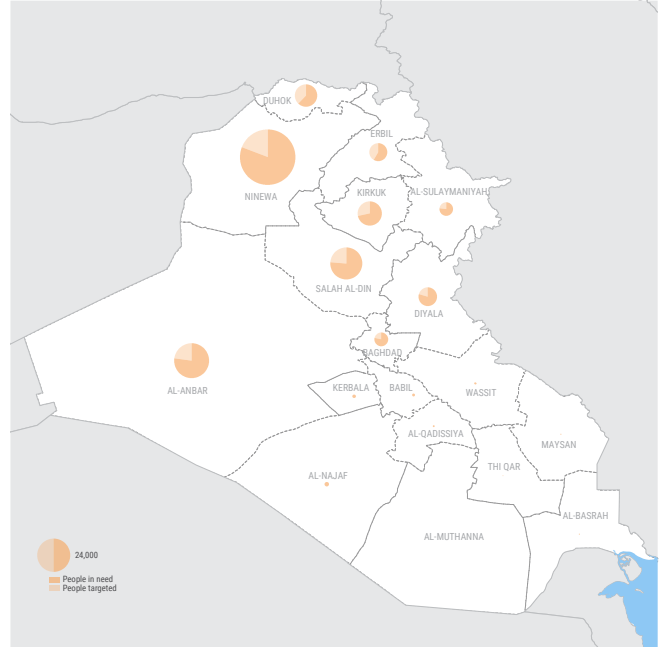 DUHOK
ERBIL
NINEWA
KIRKUK
AL-SULAYMANIYAH
SALAH AL-DIN
DIYALA
BAGHDAD
AL-ANBAR
KERBALA
BABIL
WASSIT
AL-QADISSIYA
MAYSAN
THI QAR
AL-NAJAF
AL-BASRAH
AL-MUTHANNA
24,000
People in need
People targeted